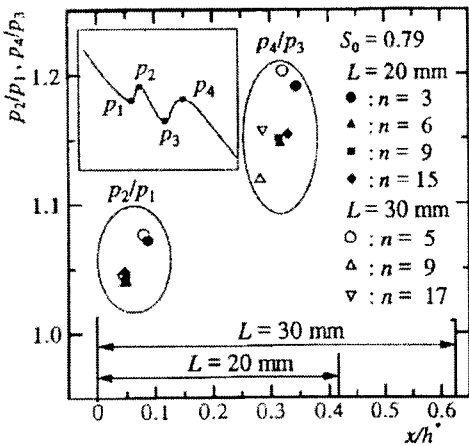 p₂/p₁, p₄/p₃
1.2
1.1
1.0
p₁
p₂
p₃
p₄
p₂/p₁
p₄/p₃
S₀ = 0.79
L = 20 mm
● : n = 3
▲ : n = 6
■ : n = 9
◆ : n = 15
L = 30 mm
○ : n = 5
△ : n = 9
▽ : n = 17
L = 30 mm
L = 20 mm
0 0.1 0.2 0.3 0.4 0.5 0.6
x/h*